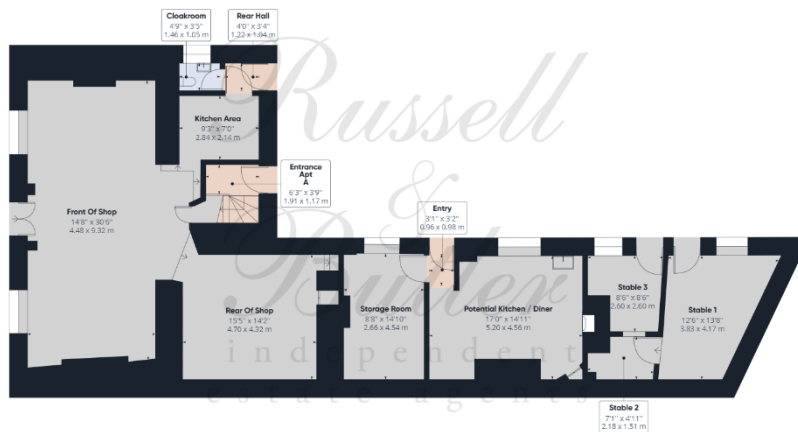 Cloakroom
4'9" x 3'5"
1.46 x 1.05 m
Rear Hall
4'0" x 3'4"
1.22 x 1.04 m
Kitchen Area
9'3" x 7'0"
2.84 x 2.14 m
Entrance
Apt
A
6'3" x 3'9"
1.91 x 1.17 m
Front Of Shop
14'8" x 30'6"
4.48 x 9.32 m
Entry
3'1" x 3'2"
0.96 x 0.98 m
Rear Of Shop
15'5" x 14'2"
4.70 x 4.32 m
Storage Room
8'8" x 14'10"
2.66 x 4.54 m
Potential Kitchen / Diner
17'0" x 14'11"
5.20 x 4.56 m
Stable 3
8'6" x 8'6"
2.60 x 2.60 m
Stable 1
12'6" x 13'8"
3.83 x 4.17 m
Stable 2
7'1" x 4'11"
2.18 x 1.51 m
Russell
&
Butler
independent
estate agents